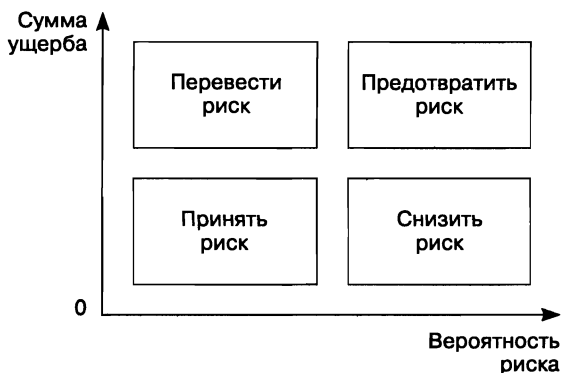 Сумма
ущерба
Перевести
риск
Предотвратить
риск
Принять
риск
Снизить
риск
0
Вероятность
риска